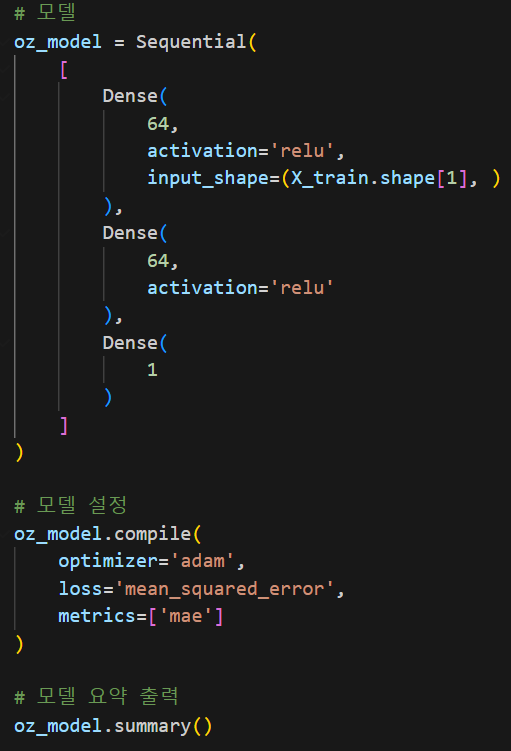 # 모델
oz_model = Sequential(
    [
        Dense(
            64,
            activation='relu',
            input_shape=(X_train.shape[1], )
        ),
        Dense(
            64,
            activation='relu'
        ),
        Dense(
            1
        )
    ]
)

# 모델 설정
oz_model.compile(
    optimizer='adam',
    loss='mean_squared_error',
    metrics=['mae']
)

# 모델 요약 출력
oz_model.summary()